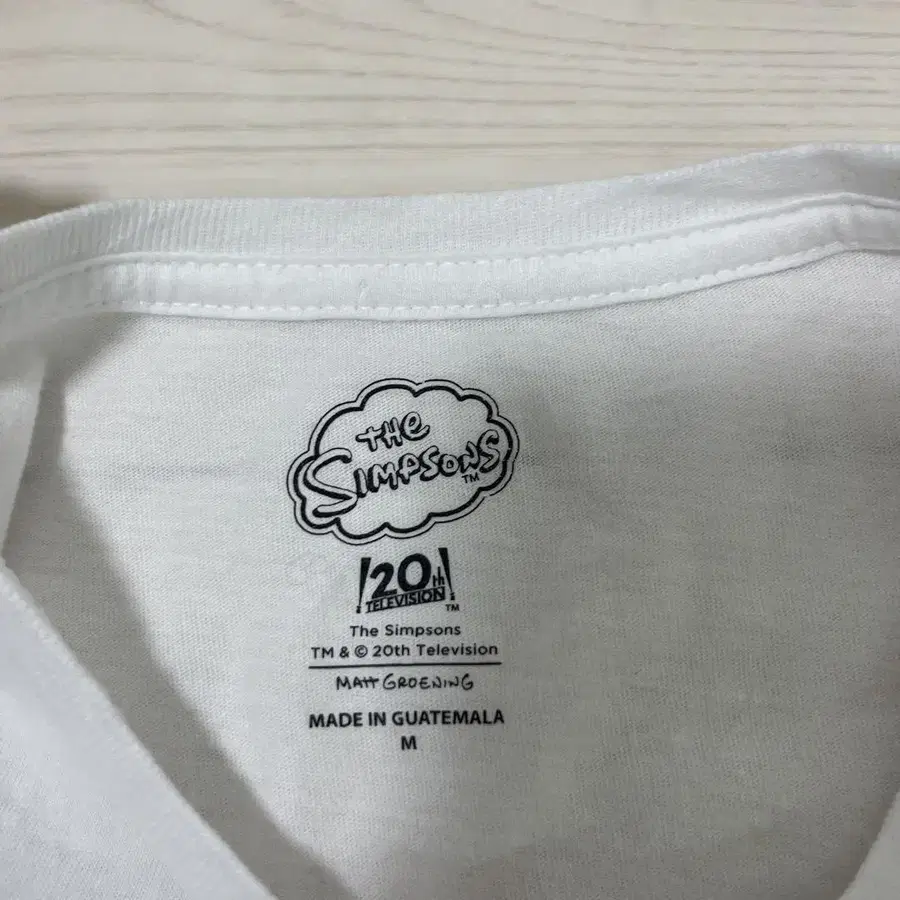 THE
SIMPSONS
TM
20th
TELEVISION TM
The Simpsons
TM & © 20th Television
MATT GROENING
MADE IN GUATEMALA
M